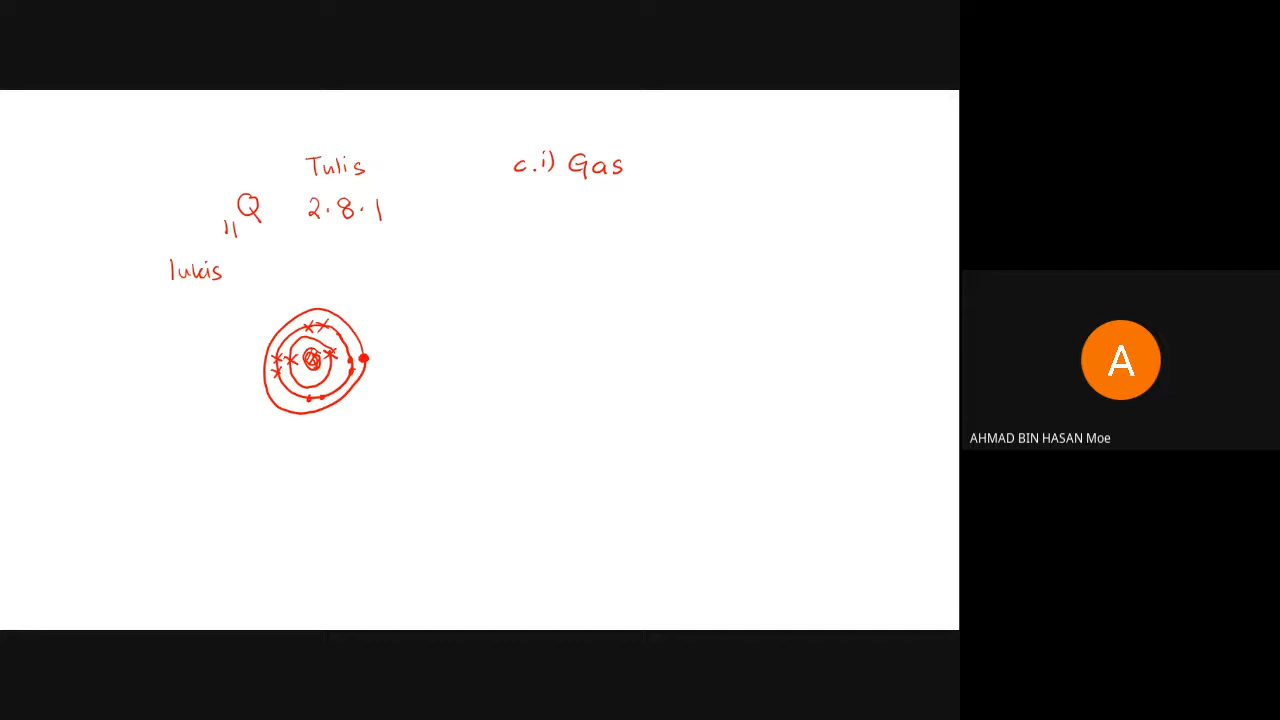 Tulis
11Q 2.8.1
lukis
c.i) Gas
A
AHMAD BIN HASAN Moe